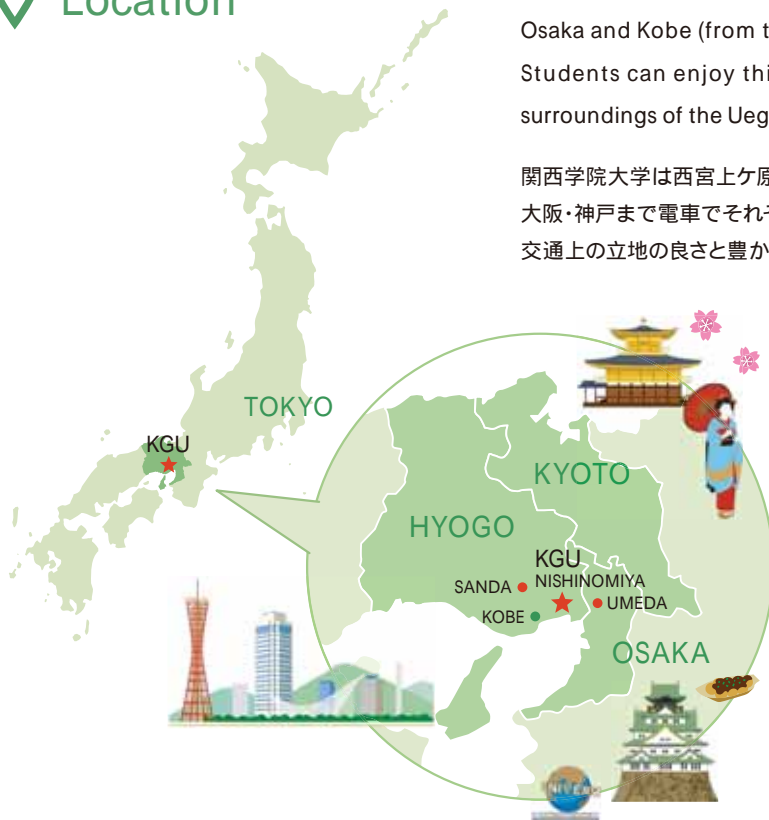 Location
Osaka and Kobe (from t
Students can enjoy thi
surroundings of the Ueg
関西学院大学は西宮上ケ原
大阪・神戸まで電車でそれぞ
交通上の立地の良さと豊か
TOKYO
KGU
KYOTO
HYOGO
KGU
NISHINOMIYA
SANDA
UMEDA
KOBE
OSAKA